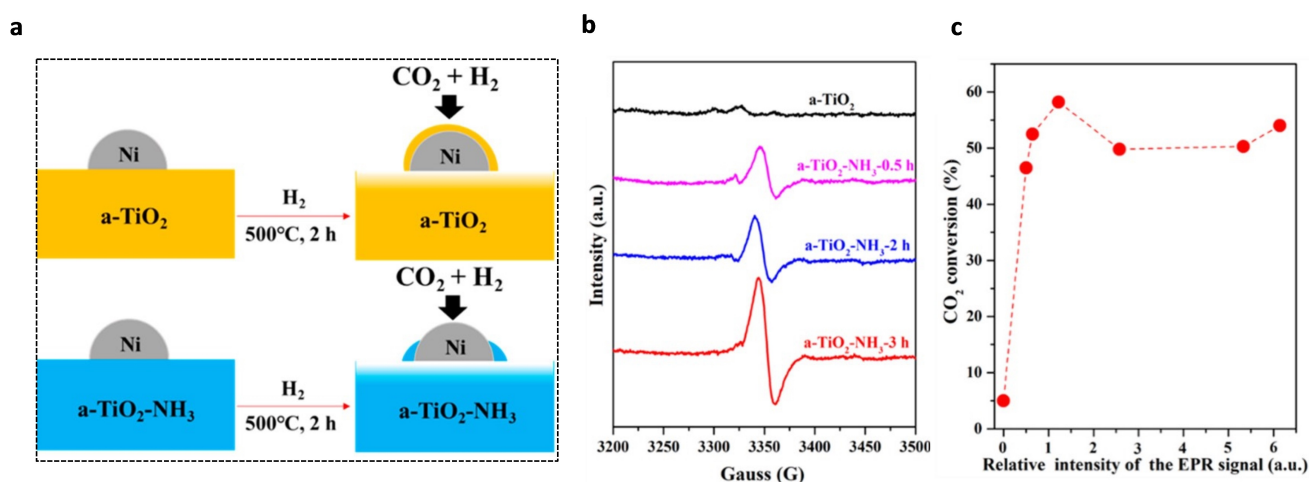 a
CO₂ + H₂
Ni
Ni
a-TiO₂
H₂
500°C, 2 h
a-TiO₂
CO₂ + H₂
Ni
Ni
a-TiO₂-NH₃
H₂
500°C, 2 h
a-TiO₂-NH₃
b
a-TiO₂
a-TiO₂-NH₃-0.5 h
a-TiO₂-NH₃-2 h
a-TiO₂-NH₃-3 h
Intensity (a.u.)
3200 3250 3300 3350 3400 3450 3500
Gauss (G)
c
60
50
40
30
20
10
0
CO₂ conversion (%)
0 1 2 3 4 5 6
Relative intensity of the EPR signal (a.u.)